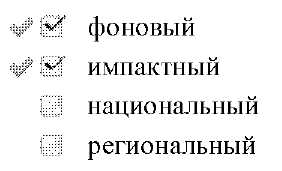 фоновый
импактный
национальный
региональный